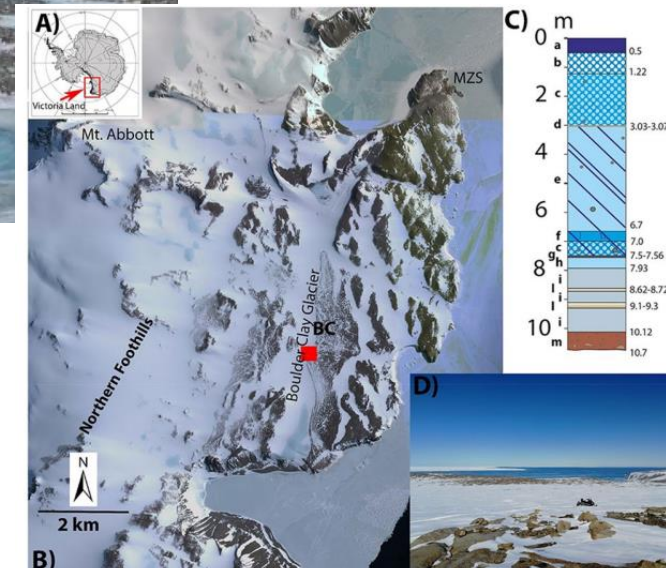 A)
Victoria Land
Mt. Abbott
MZS
Boulder Clay Glacier
BC
Northern Foothills
N
2 km
B)
C) m
0
a
0.5
b
1.22
2
c
d
3.03-3.07
4
e
6
6.7
f
7.0
c
g
7.5-7.56
h
8
7.93
i
l
8.62-8.72
i
l
9.1-9.3
i
10
10.12
m
10.7
D)